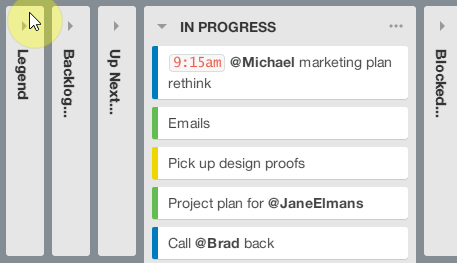 Legend
Backlog...
Up Next...
IN PROGRESS
9:15am @Michael marketing plan
rethink
Emails
Pick up design proofs
Project plan for @JaneElmans
Call @Brad back
Blocked...